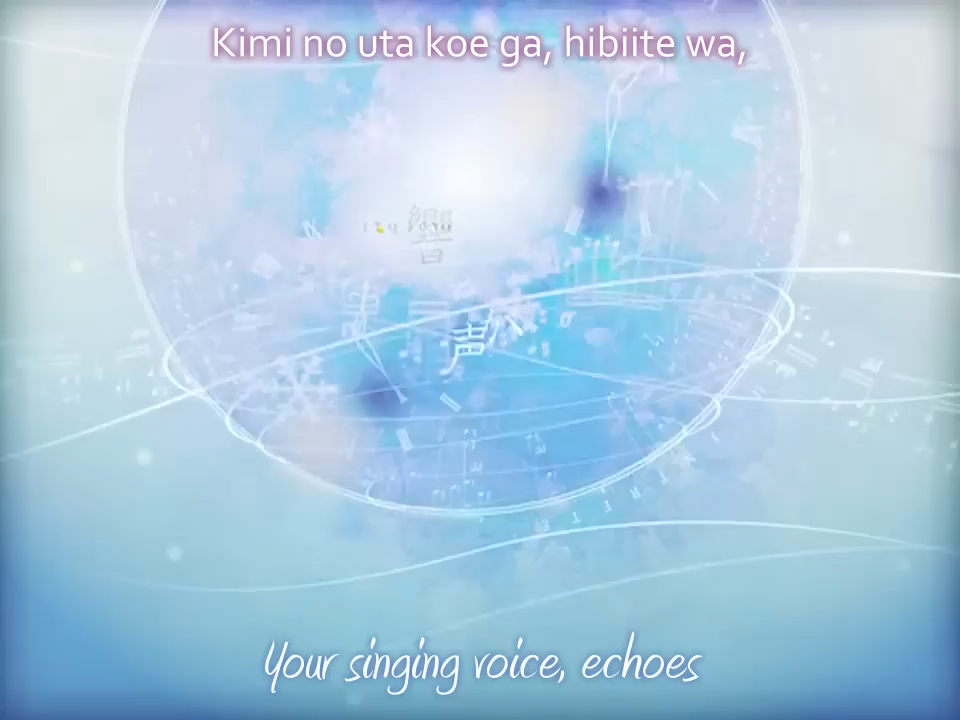 Kimi no uta koe ga, hibiite wa,
響
声
Your singing voice, echoes